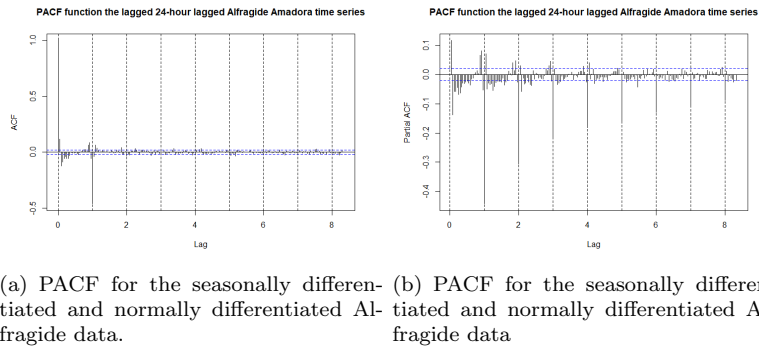 PACF function the lagged 24-hour lagged Alfragide Amadora time series
1.0
0.5
0.0
-0.5
ACF
0 2 4 6 8
Lag
PACF function the lagged 24-hour lagged Alfragide Amadora time series
0.1
0.0
-0.1
-0.2
-0.3
-0.4
Partial ACF
0 2 4 6 8
Lag
(a) PACF for the seasonally differen-
tiated and normally differentiated Al-
fragide data.
(b) PACF for the seasonally differen
tiated and normally differentiated A
fragide data